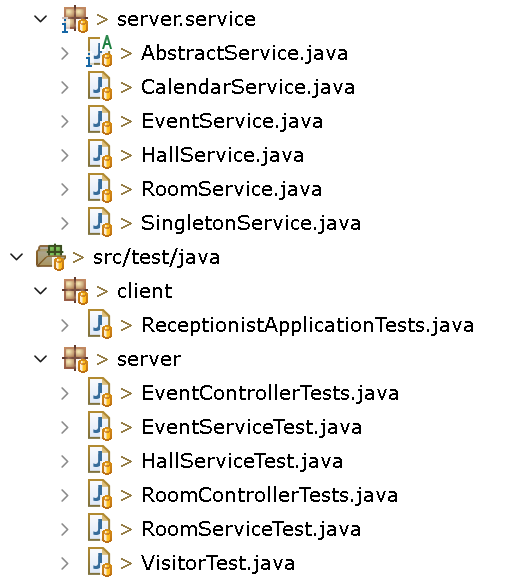 > server.service
> AbstractService.java
> CalendarService.java
> EventService.java
> HallService.java
> RoomService.java
> SingletonService.java
> src/test/java
> client
> ReceptionistApplicationTests.java
> server
> EventControllerTests.java
> EventServiceTest.java
> HallServiceTest.java
> RoomControllerTests.java
> RoomServiceTest.java
> VisitorTest.java